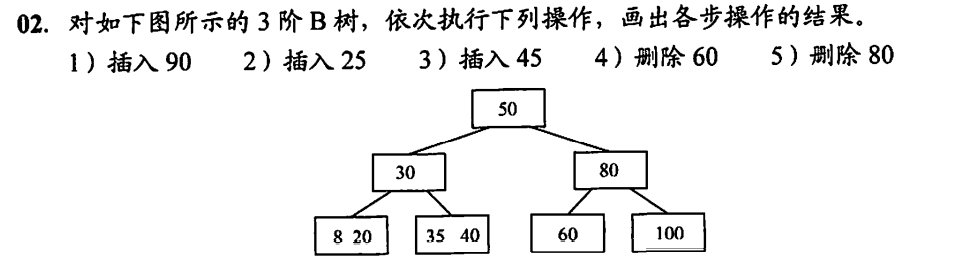 02. 对如下图所示的 3 阶 B 树，依次执行下列操作，画出各步操作的结果。
1）插入 90 2）插入 25 3）插入 45 4）删除 60 5）删除 80
50
30 80
8 20 35 40 60 100